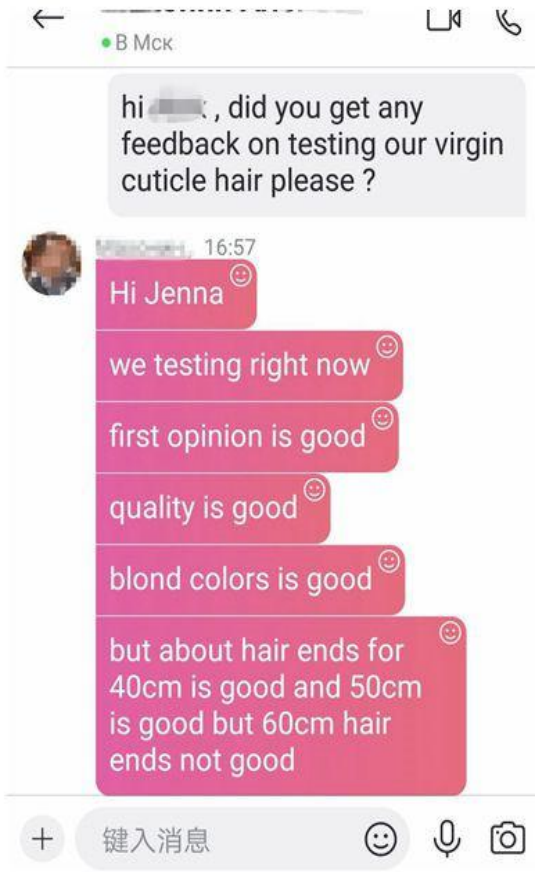 В Мск
hi , did you get any
feedback on testing our virgin
cuticle hair please ?
16:57
Hi Jenna
we testing right now
first opinion is good
quality is good
blond colors is good
but about hair ends for
40cm is good and 50cm
is good but 60cm hair
ends not good
键入消息